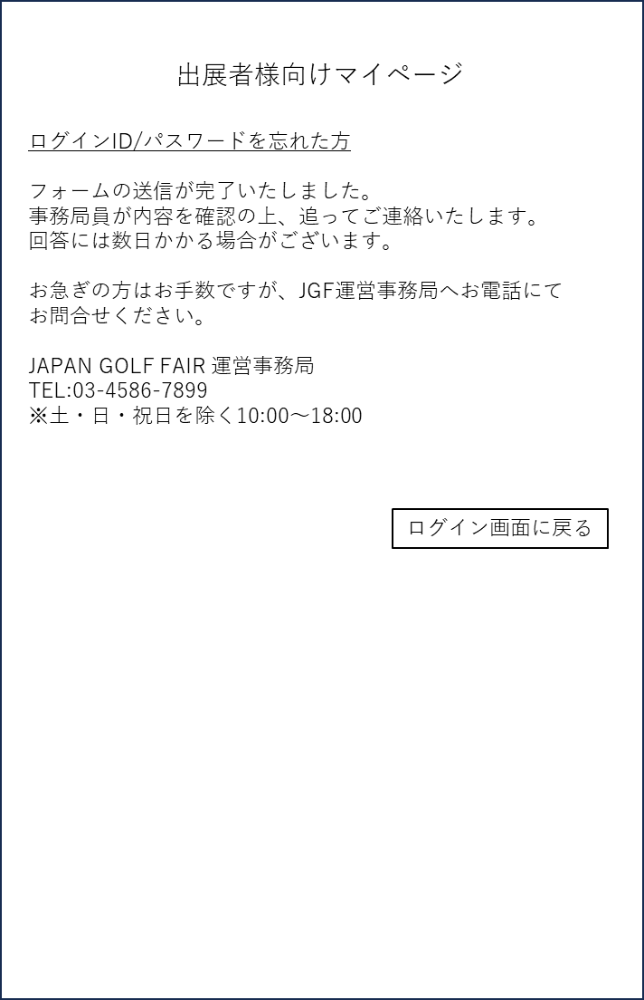 出展者様向けマイページ
ログインID/パスワードを忘れた方
フォームの送信が完了いたしました。
事務局員が内容を確認の上、追ってご連絡いたします。
回答には数日かかる場合がございます。
お急ぎの方はお手数ですが、JGF運営事務局へお電話にて
お問合せください。
JAPAN GOLF FAIR 運営事務局
TEL:03-4586-7899
※土・日・祝日を除く10:00～18:00
ログイン画面に戻る